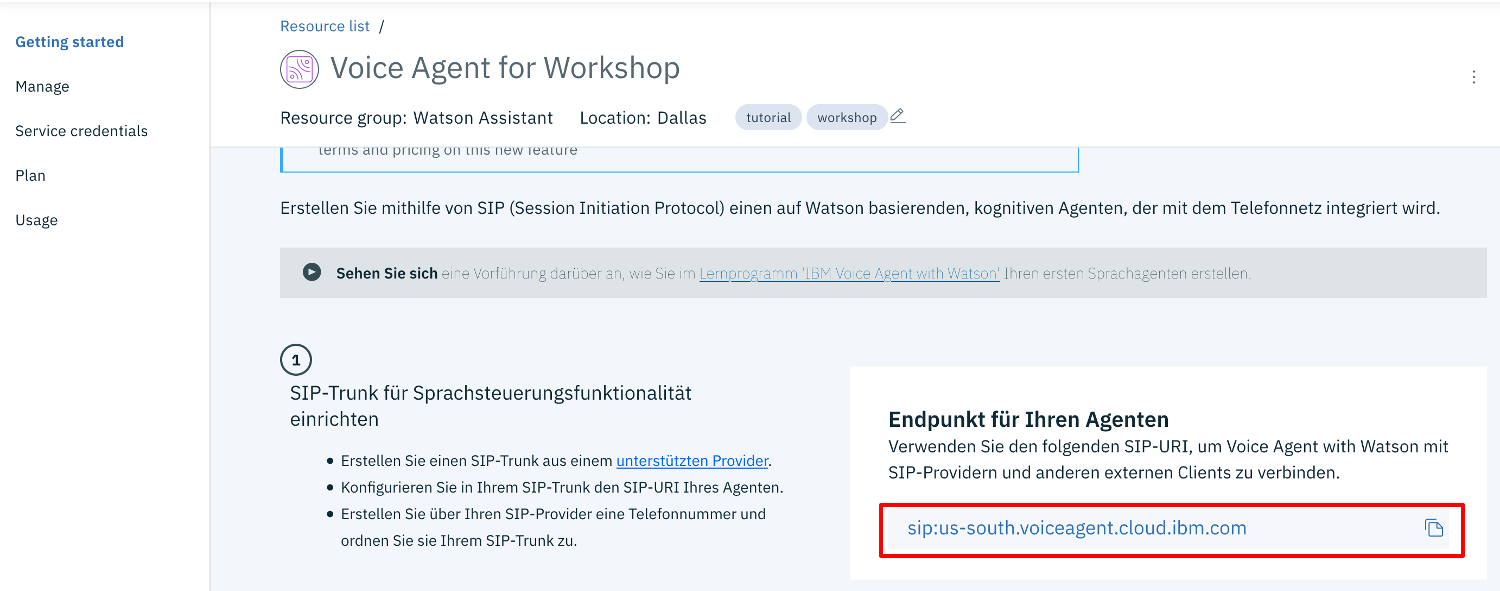 Getting started
Manage
Service credentials
Plan
Usage
Resource list /
Voice Agent for Workshop
Resource group: Watson Assistant Location: Dallas tutorial workshop
terms and pricing on this new feature
Erstellen Sie mithilfe von SIP (Session Initiation Protocol) einen auf Watson basierenden, kognitiven Agenten, der mit dem Telefonnetz integriert wird.
Sehen Sie sich eine Vorführung darüber an, wie Sie im Lernprogramm 'IBM Voice Agent with Watson' Ihren ersten Sprachagenten erstellen.
1
SIP-Trunk für Sprachsteuerungsfunktionalität
einrichten
• Erstellen Sie einen SIP-Trunk aus einem unterstützten Provider.
• Konfigurieren Sie in Ihrem SIP-Trunk den SIP-URI Ihres Agenten.
• Erstellen Sie über Ihren SIP-Provider eine Telefonnummer und
ordnen Sie sie Ihrem SIP-Trunk zu.
Endpunkt für Ihren Agenten
Verwenden Sie den folgenden SIP-URI, um Voice Agent with Watson mit
SIP-Providern und anderen externen Clients zu verbinden.
sip:us-south.voiceagent.cloud.ibm.com